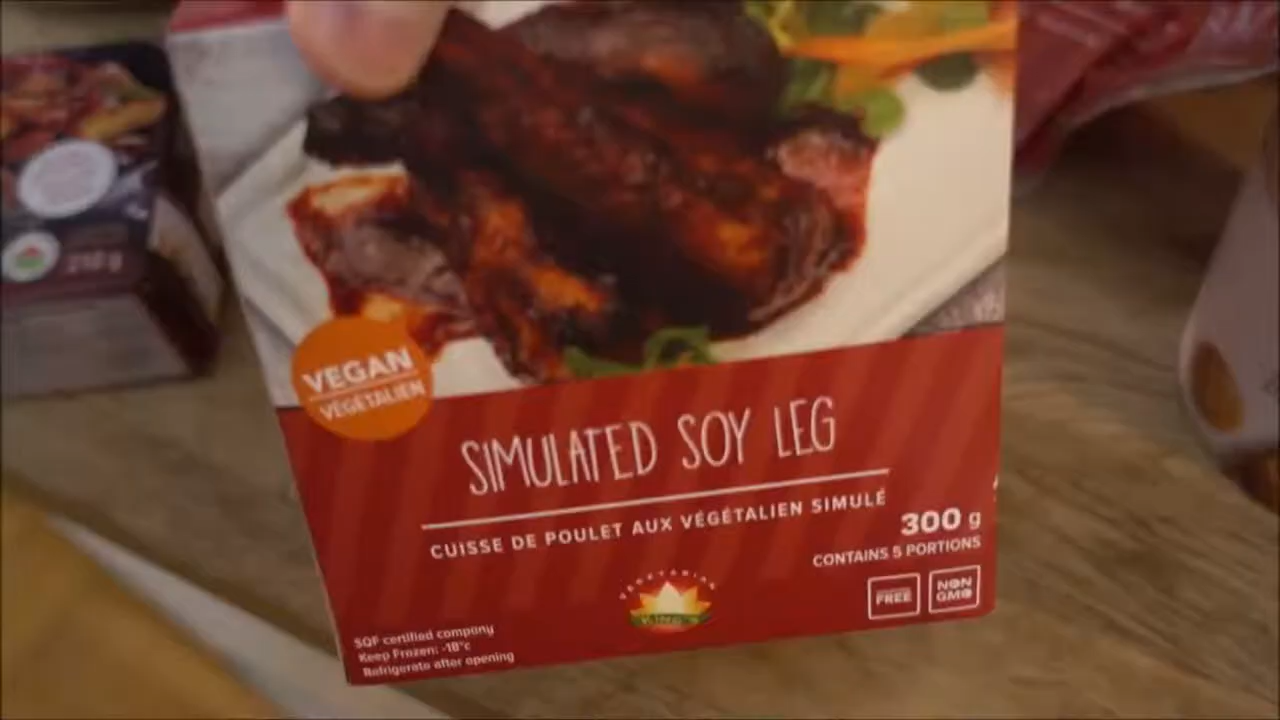 VEGAN
VÉGÉTALIEN
SIMULATED SOY LEG
CUISSE DE POULET AUX VÉGÉTALIEN SIMULÉ
300 g
CONTAINS 5 PORTIONS
FREE
NON
GMO
VEGETARIAN
SQF certified company
Keep Frozen: -18°c
Refrigerate after opening